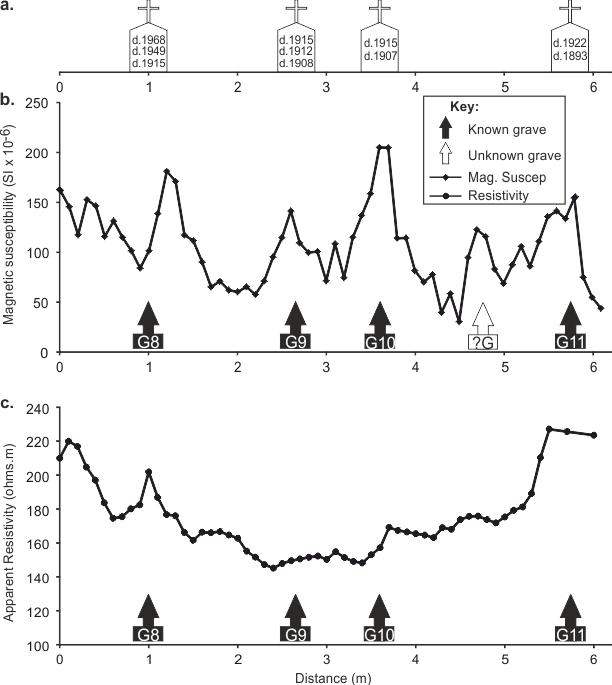 a.
d.1968
d.1949
d.1915
d.1915
d.1912
d.1908
d.1915
d.1907
d.1922
d.1893
0 1 2 3 4 5 6
b.
Magnetic susceptibility (SI x 10-6)
250
200
150
100
50
0
Key:
Known grave
Unknown grave
Mag. Suscep
Resistivity
G8 G9 G10 ?G G11
0 1 2 3 4 5 6
c.
Apparent Resistivity (ohms.m)
240
220
200
180
160
140
120
100
G8 G9 G10 G11
0 1 2 3 4 5 6
Distance (m)